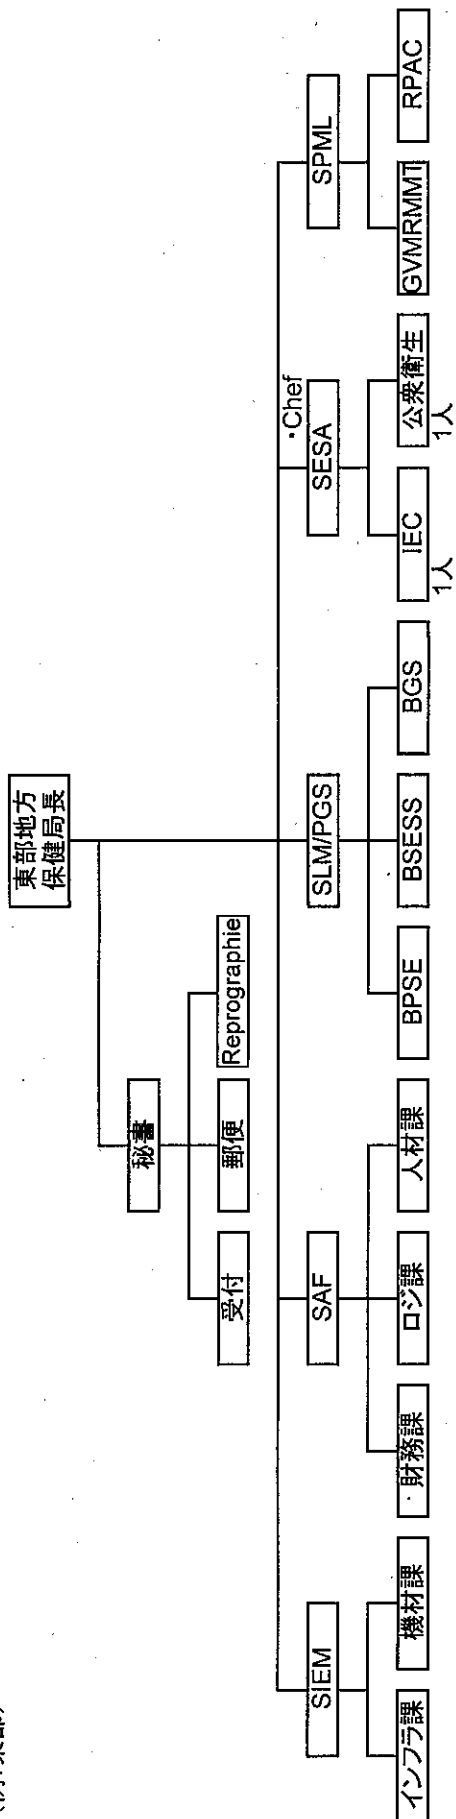 東部地方
保健局長
秘書
受付
郵便
Reprographie
SIEM
SAF
SLM/PGS
・Chef
SESA
SPML
インフラ課
機材課
・財務課
ロジ課
人材課
BPSE
BSESS
BGS
IEC
1人
公衆衛生
1人
GVMRMMT
RPAC